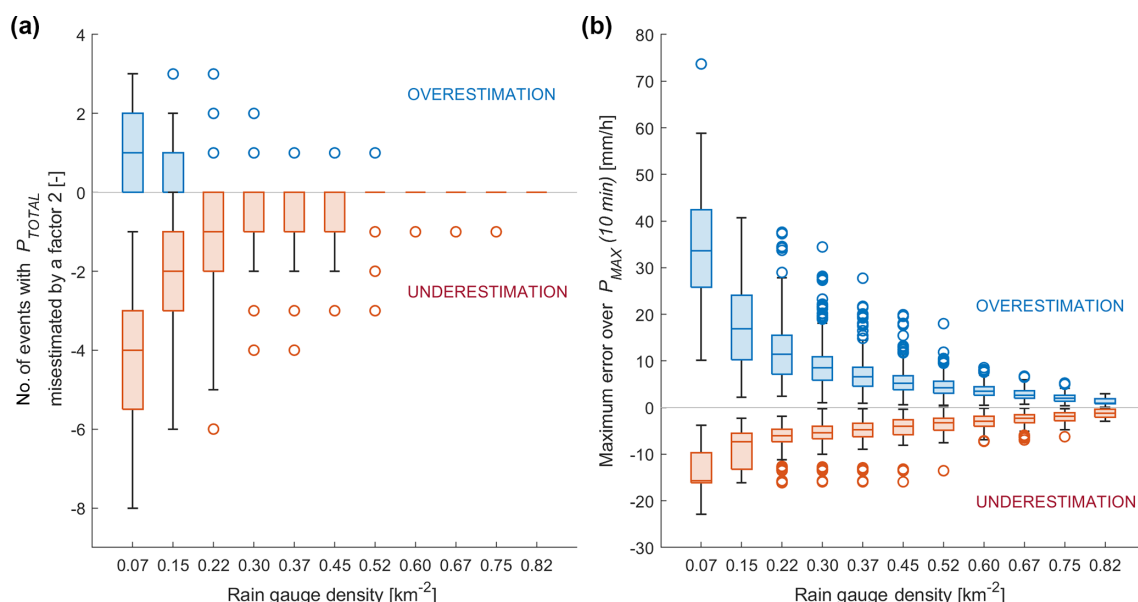 (a)
No. of events with P_TOTAL
misestimated by a factor 2 [-]
4
2
0
-2
-4
-6
-8
OVERESTIMATION
UNDERESTIMATION
0.07 0.15 0.22 0.30 0.37 0.45 0.52 0.60 0.67 0.75 0.82
Rain gauge density [km-2]
(b)
Maximum error over P_MAX (10 min) [mm/h]
80
70
60
50
40
30
20
10
0
-10
-20
-30
OVERESTIMATION
UNDERESTIMATION
0.07 0.15 0.22 0.30 0.37 0.45 0.52 0.60 0.67 0.75 0.82
Rain gauge density [km-2]